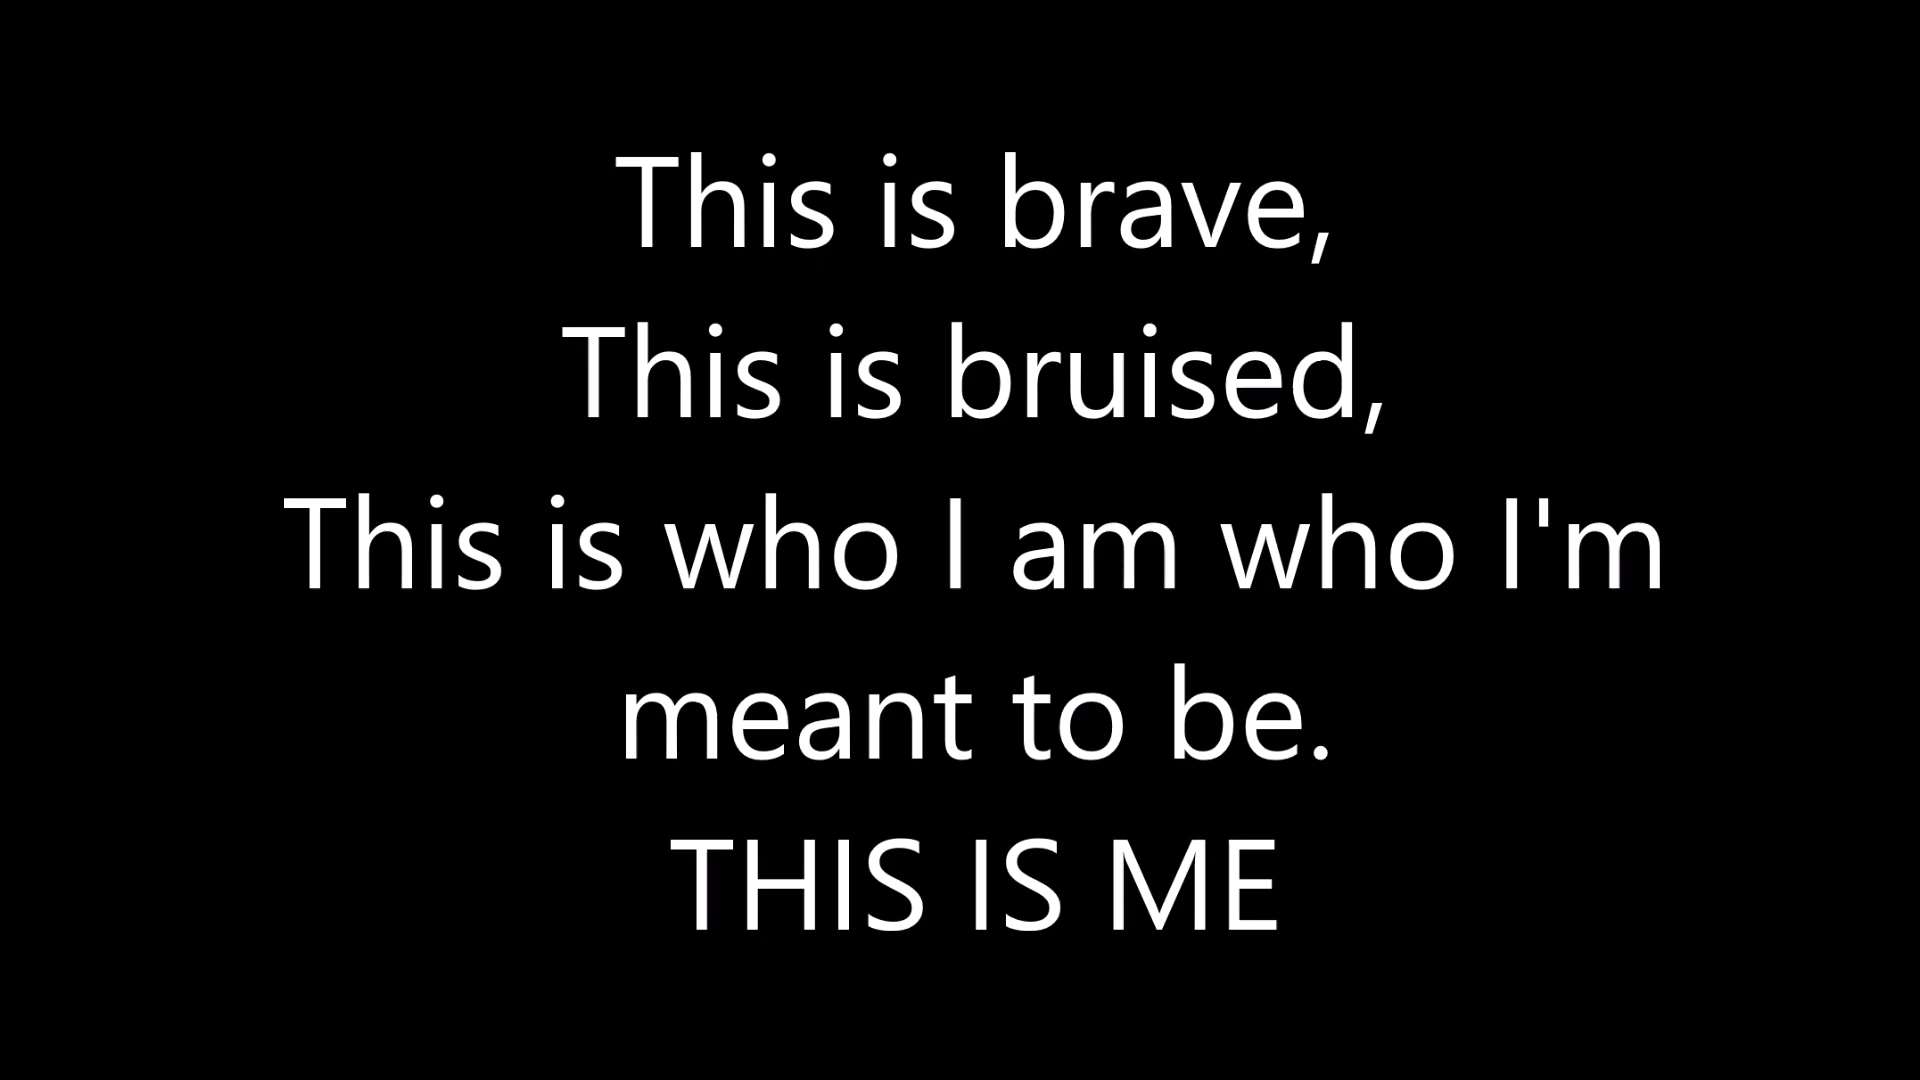 This is brave,
This is bruised,
This is who I am who I'm
meant to be.
THIS IS ME